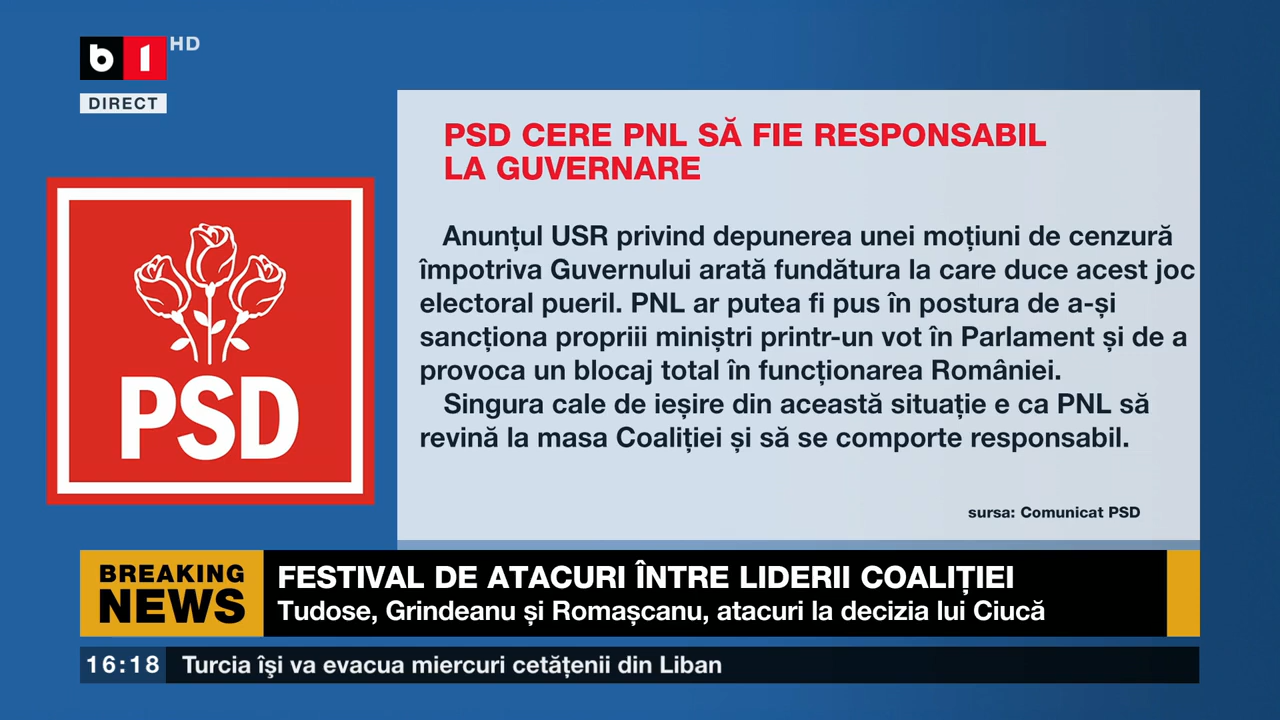 b1 HD
DIRECT
PSD CERE PNL SĂ FIE RESPONSABIL
LA GUVERNARE
Anunțul USR privind depunerea unei moțiuni de cenzură
împotriva Guvernului arată fundătura la care duce acest joc
electoral pueril. PNL ar putea fi pus în postura de a-și
sancționa propriii miniștri printr-un vot în Parlament și de a
provoca un blocaj total în funcționarea României.
Singura cale de ieșire din această situație e ca PNL să
revină la masa Coaliției și să se comporte responsabil.
sursa: Comunicat PSD
PSD
BREAKING
NEWS
FESTIVAL DE ATACURI ÎNTRE LIDERII COALIȚIEI
Tudose, Grindeanu și Romașcanu, atacuri la decizia lui Ciucă
16:18 Turcia îşi va evacua miercuri cetățenii din Liban